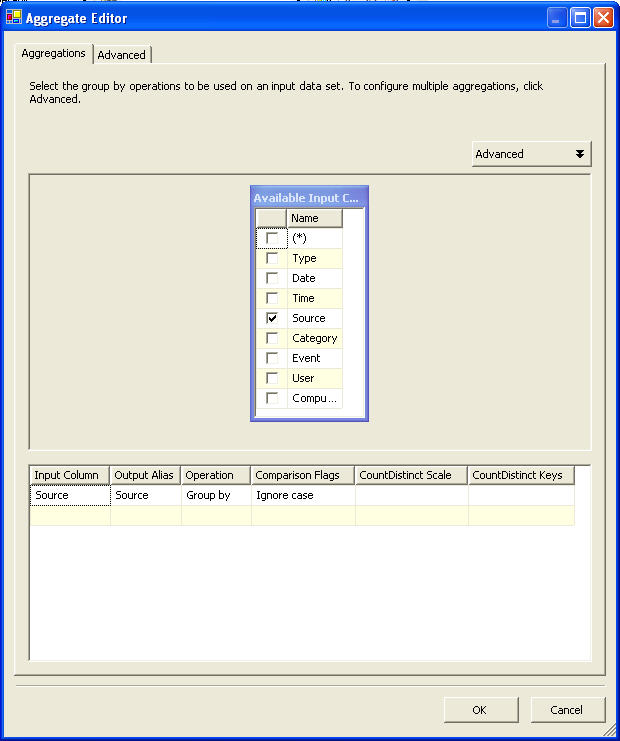 Aggregate Editor
Aggregations Advanced
Select the group by operations to be used on an input data set. To configure multiple aggregations, click
Advanced.
Advanced
Available Input C...
Name
(*)
Type
Date
Time
Source
Category
Event
User
Compu...
Input Column Output Alias Operation Comparison Flags CountDistinct Scale CountDistinct Keys
Source Source Group by Ignore case
OK Cancel